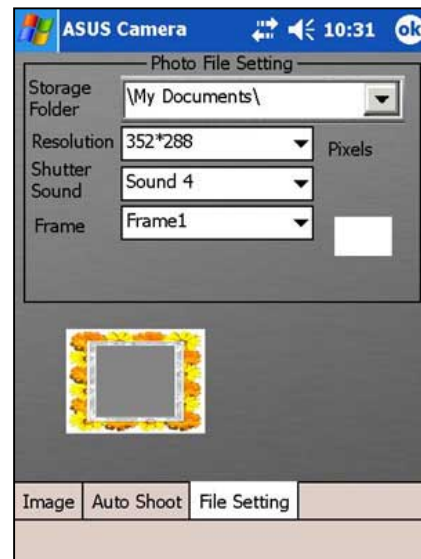 ASUS Camera 10:31 ok
Photo File Setting
Storage Folder \My Documents\
Resolution 352*288 Pixels
Shutter Sound Sound 4
Frame Frame1
Image Auto Shoot File Setting